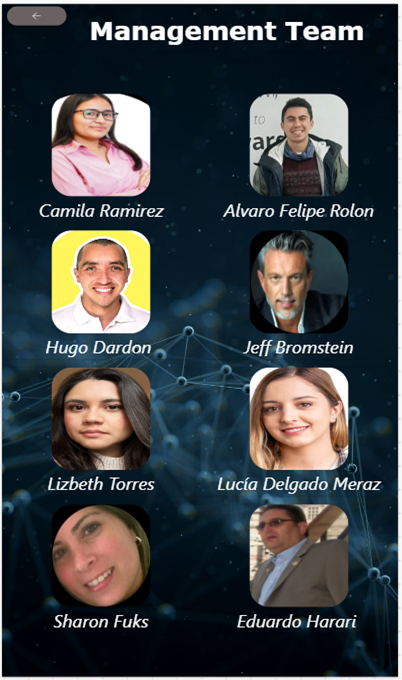 Management Team
to
Camila Ramirez
Alvaro Felipe Rolon
Hugo Dardon
Jeff Bromstein
Lizbeth Torres
Lucía Delgado Meraz
Sharon Fuks
Eduardo Harari